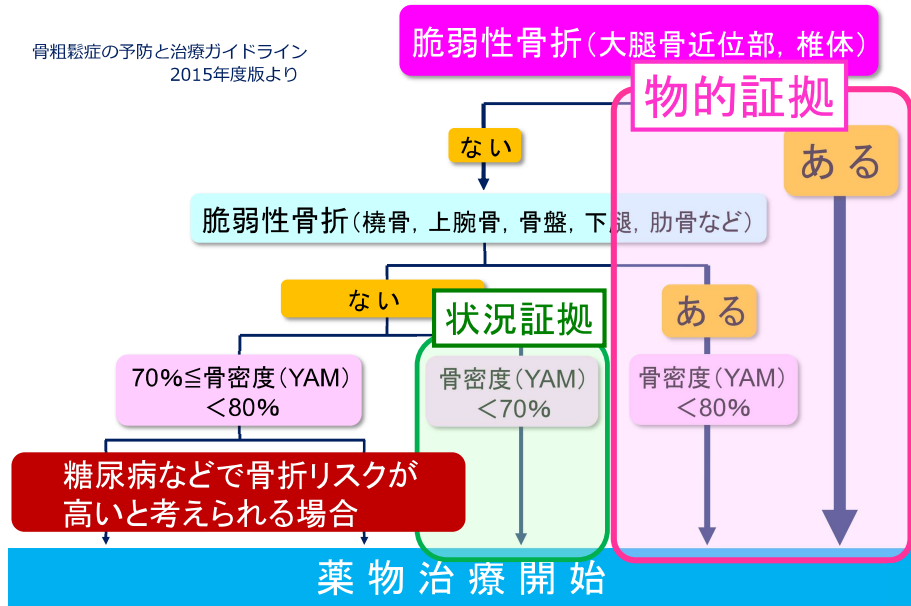 骨粗鬆症の予防と治療ガイドライン
2015年度版より
脆弱性骨折（大腿骨近位部，椎体）
物的証拠
ない
ある
脆弱性骨折（橈骨，上腕骨，骨盤，下腿，肋骨など）
ない
状況証拠
ある
70%≦骨密度（YAM）
＜80%
骨密度（YAM）
＜70%
骨密度（YAM）
＜80%
糖尿病などで骨折リスクが
高いと考えられる場合
薬物治療開始